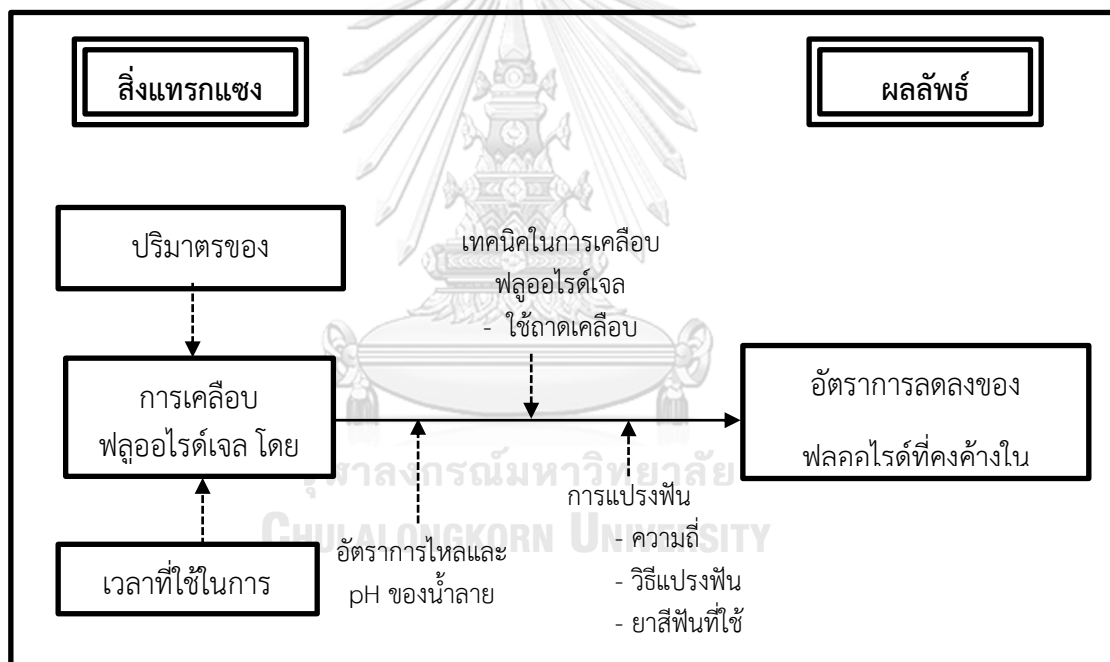 สิ่งแทรกแซง
ผลลัพธ์
ปริมาตรของ
เทคนิคในการเคลือบ
ฟลูออไรด์เจล
- ใช้ถาดเคลือบ
การเคลือบ
ฟลูออไรด์เจล โดย
อัตราการลดลงของ
ฟลูออไรด์ที่คงค้างใน
จุฬาลงกรณ์มหาวิทยาลัย
CHULALONGKORN UNIVERSITY
เวลาที่ใช้ในการ
อัตราการไหลและ
pH ของน้ำลาย
การแปรงฟัน
- ความถี่
- วิธีแปรงฟัน
- ยาสีฟันที่ใช้